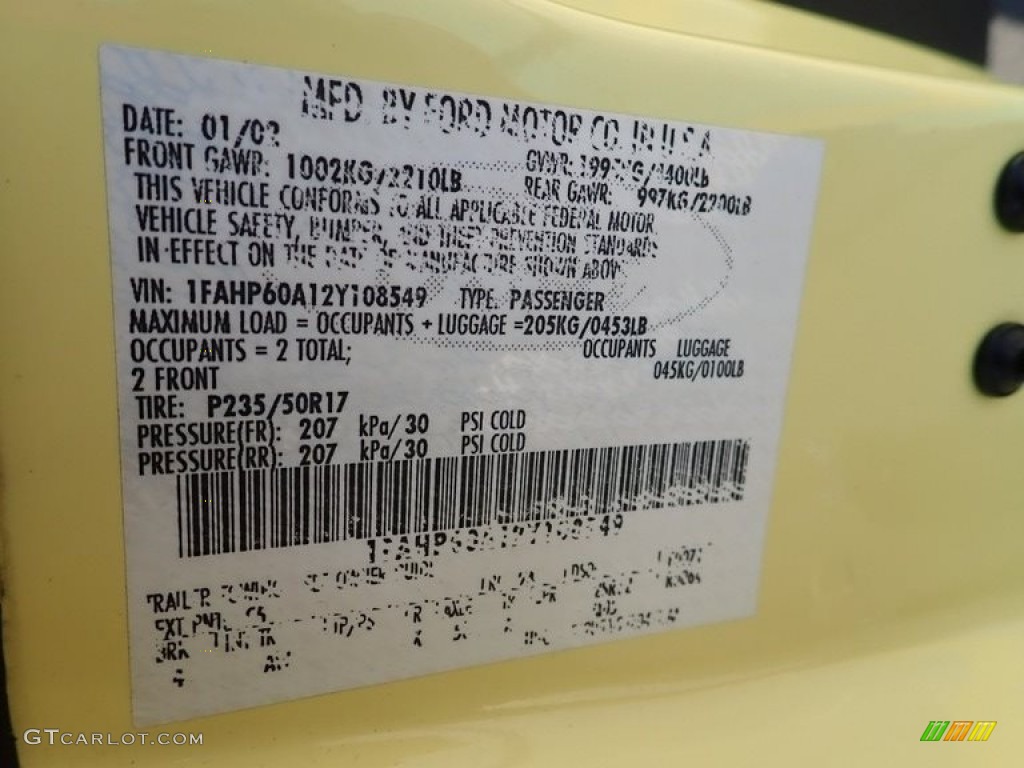 MFD. BY FORD MOTOR CO. IN U.S.A.
DATE: 01/02 GVWR:
FRONT GAWR: 1002KG/2210LB REAR GAWR: 997KG/2200LB
THIS VEHICLE CONFORMS TO ALL APPLICABLE FEDERAL MOTOR
VEHICLE SAFETY, BUMPER, AND THEFT PREVENTION STANDARDS
IN EFFECT ON THE DATE OF MANUFACTURE SHOWN ABOVE
VIN: 1FAHP60A12Y108549 TYPE: PASSENGER
MAXIMUM LOAD = OCCUPANTS + LUGGAGE =205KG/0453LB
OCCUPANTS = 2 TOTAL; OCCUPANTS LUGGAGE
2 FRONT 045KG/0100LB
TIRE: P235/50R17
PRESSURE(FR): 207 kPa/30 PSI COLD
PRESSURE(RR): 207 kPa/30 PSI COLD
1FAHP60A12Y108549
EXT PNT:
GTCARLOT.COM